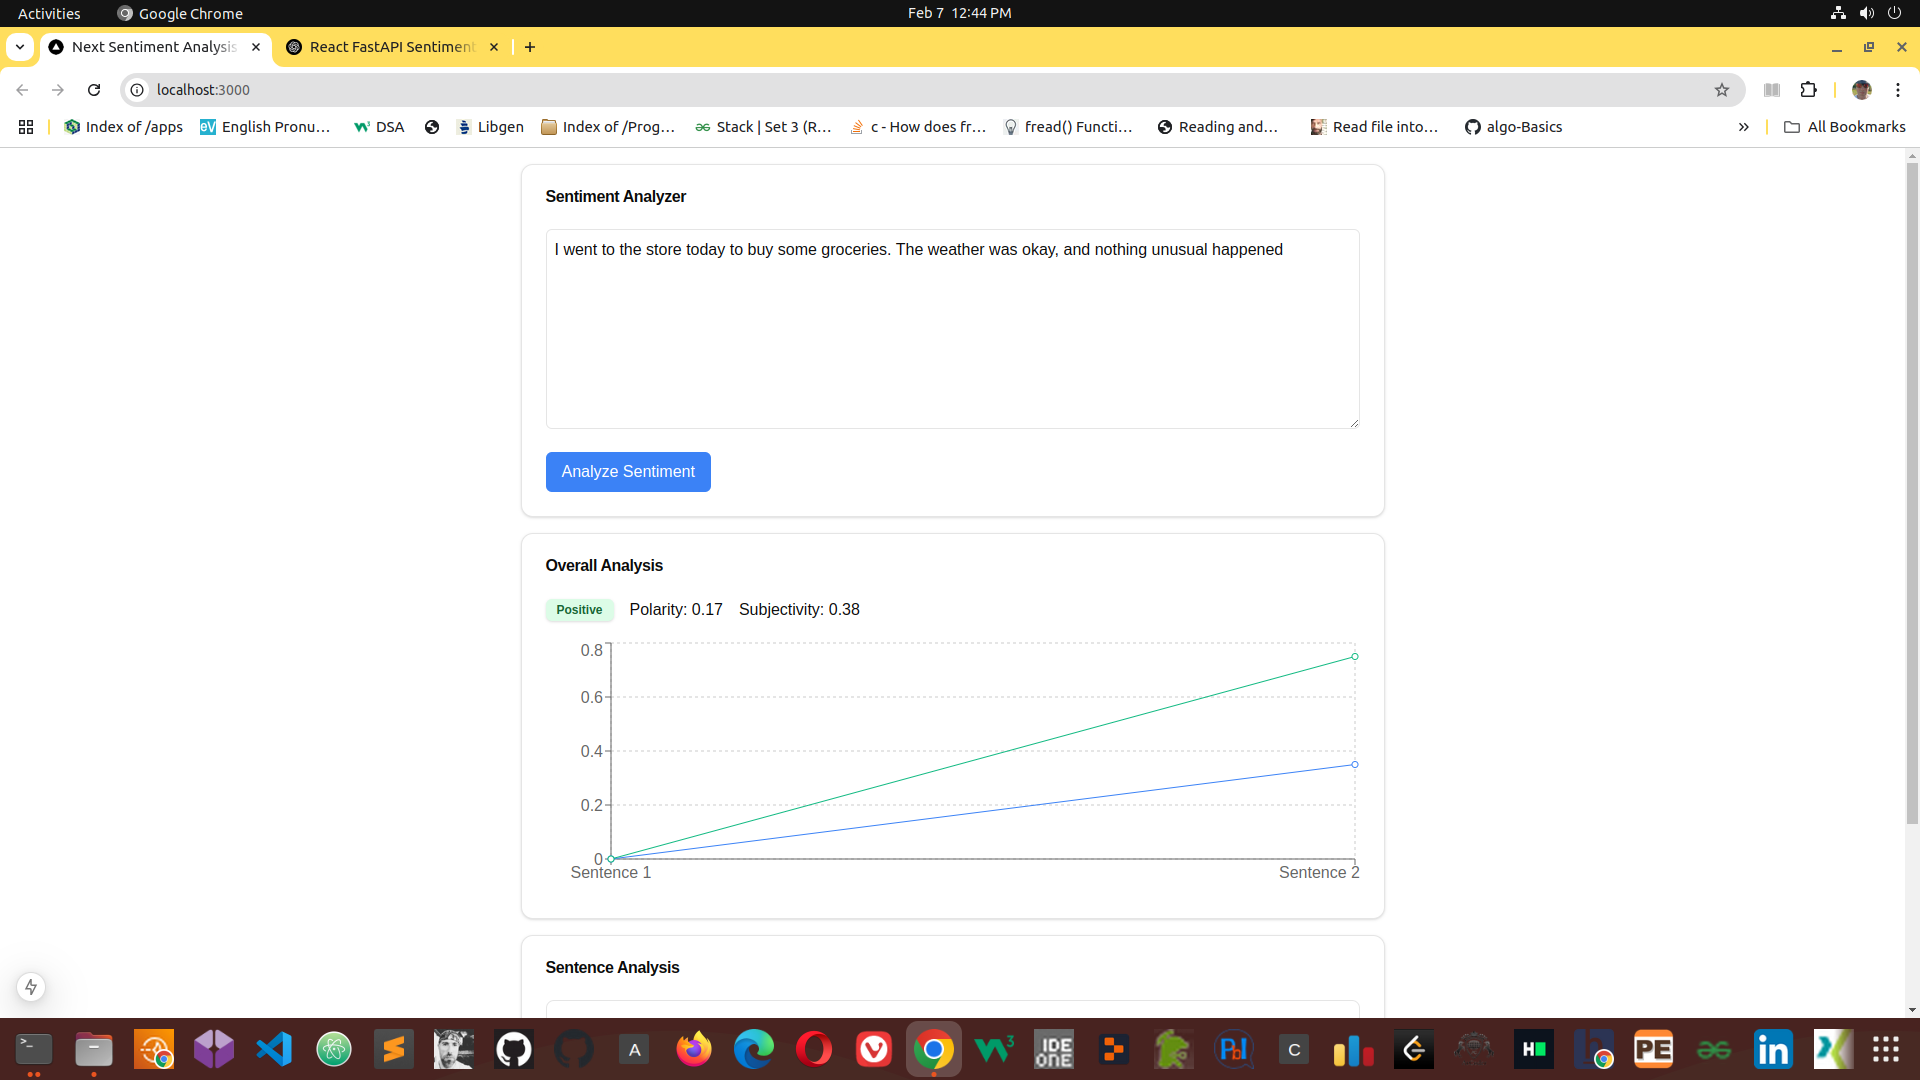 Activities
Google Chrome
Feb 7 12:44 PM
Next Sentiment Analysis
React FastAPI Sentiment
localhost:3000
Index of /apps
eV English Pronu...
DSA
Libgen
Index of /Prog...
Stack | Set 3 (R...
c - How does fr...
fread() Functi...
Reading and...
Read file into...
algo-Basics
All Bookmarks
Sentiment Analyzer
I went to the store today to buy some groceries. The weather was okay, and nothing unusual happened
Analyze Sentiment
Overall Analysis
Positive Polarity: 0.17 Subjectivity: 0.38
0.8
0.6
0.4
0.2
0
Sentence 1 Sentence 2
Sentence Analysis
A
W3
IDE
ONE
PbI
C
H
b
PE
in